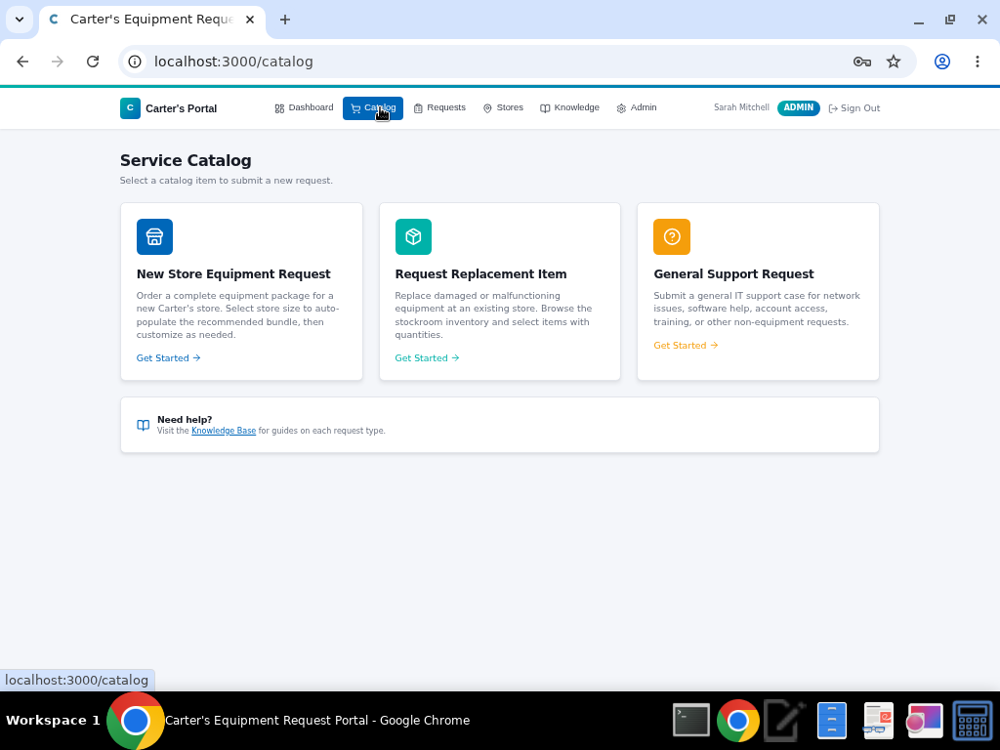 Carter's Equipment Reque
localhost:3000/catalog
C Carter's Portal Dashboard Catalog Requests Stores Knowledge Admin Sarah Mitchell ADMIN Sign Out
Service Catalog
Select a catalog item to submit a new request.
New Store Equipment Request
Order a complete equipment package for a
new Carter's store. Select store size to auto-
populate the recommended bundle, then
customize as needed.
Get Started →
Request Replacement Item
Replace damaged or malfunctioning
equipment at an existing store. Browse the
stockroom inventory and select items with
quantities.
Get Started →
General Support Request
Submit a general IT support case for network
issues, software help, account access,
training, or other non-equipment requests.
Get Started →
Need help?
Visit the Knowledge Base for guides on each request type.
localhost:3000/catalog
Workspace 1 Carter's Equipment Request Portal - Google Chrome